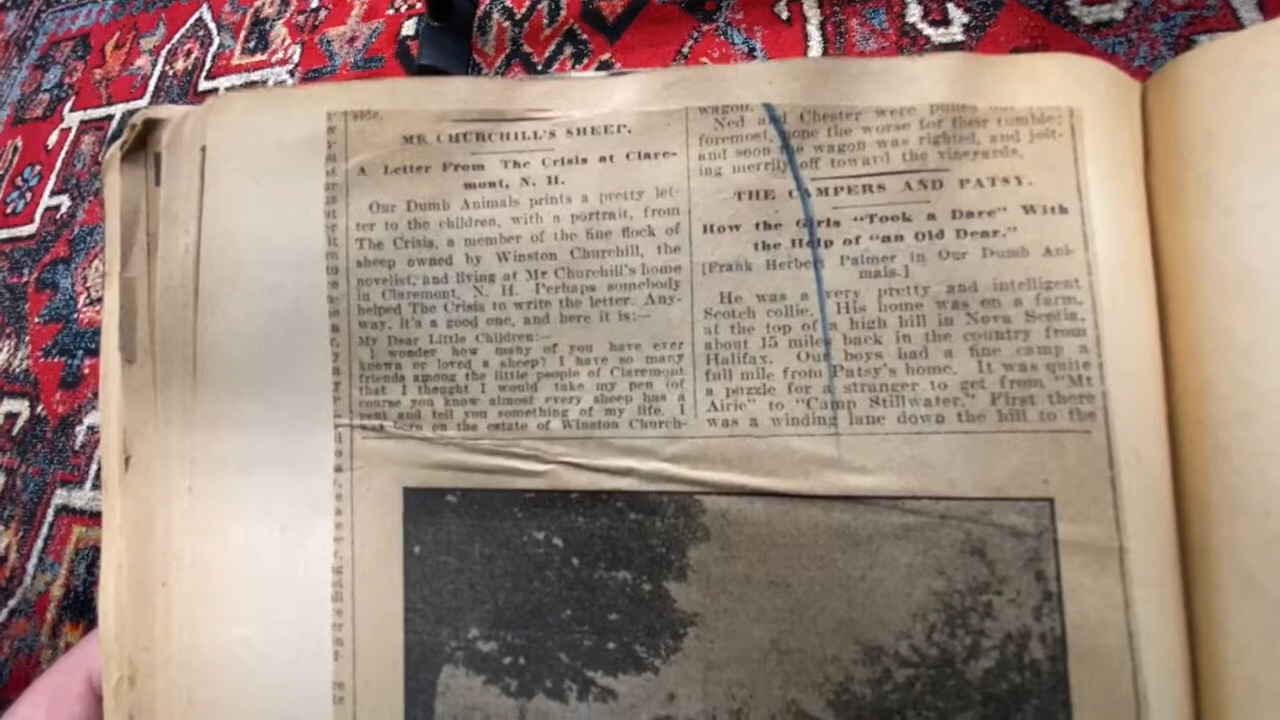 side.
MR. CHURCHILL'S SHEEP.
A Letter From The Crisis at Clare-
mont, N. H.
Our Dumb Animals prints a pretty let-
ter to the children, with a portrait, from
The Crisis, a member of the fine flock of
sheep owned by Winston Churchill, the
novelist, and living at Mr Churchill's home
in Claremont, N. H. Perhaps somebody
helped The Crisis to write the letter. Any-
way, it's a good one, and here it is:—
My Dear Little Children:—
I wonder how many of you have ever
known or loved a sheep? I have so many
friends among the little people of Claremont
that I thought I would take my pen (of
course you know almost every sheep has a
pen) and tell you something of my life. I
was born on the estate of Winston Church-
wagon.
Ned and Chester were pulled out
foremost, none the worse for their tumble;
and soon the wagon was righted, and jolt-
ing merrily off toward the vineyards.
THE CAMPERS AND PATSY.
How the Girls "Took a Dare" With
the Help of "an Old Dear."
[Frank Herbert Palmer in Our Dumb Ani-
mals.]
He was a very pretty and intelligent
Scotch collie. His home was on a farm,
at the top of a high hill in Nova Scotia,
about 15 miles back in the country from
Halifax. Our boys had a fine camp a
full mile from Patsy's home. It was quite
a puzzle for a stranger to get from "Mt
Airie" to "Camp Stillwater." First there
was a winding lane down the hill to the